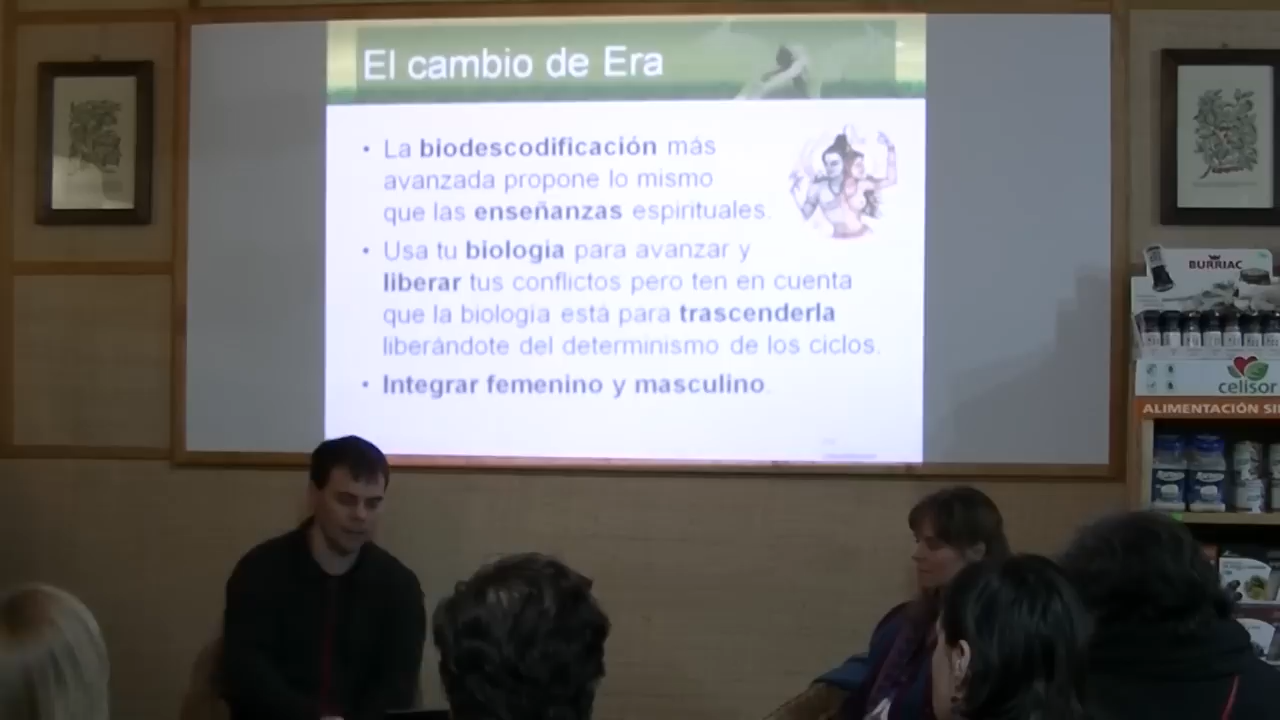 El cambio de Era
• La biodescodificación más
avanzada propone lo mismo
que las enseñanzas espirituales.
• Usa tu biologia para avanzar y
liberar tus conflictos pero ten en cuenta
que la biologia está para trascenderla
liberándote del determinismo de los ciclos.
• Integrar femenino y masculino.
BURRIAC
celisor
ALIMENTACIÓN SI